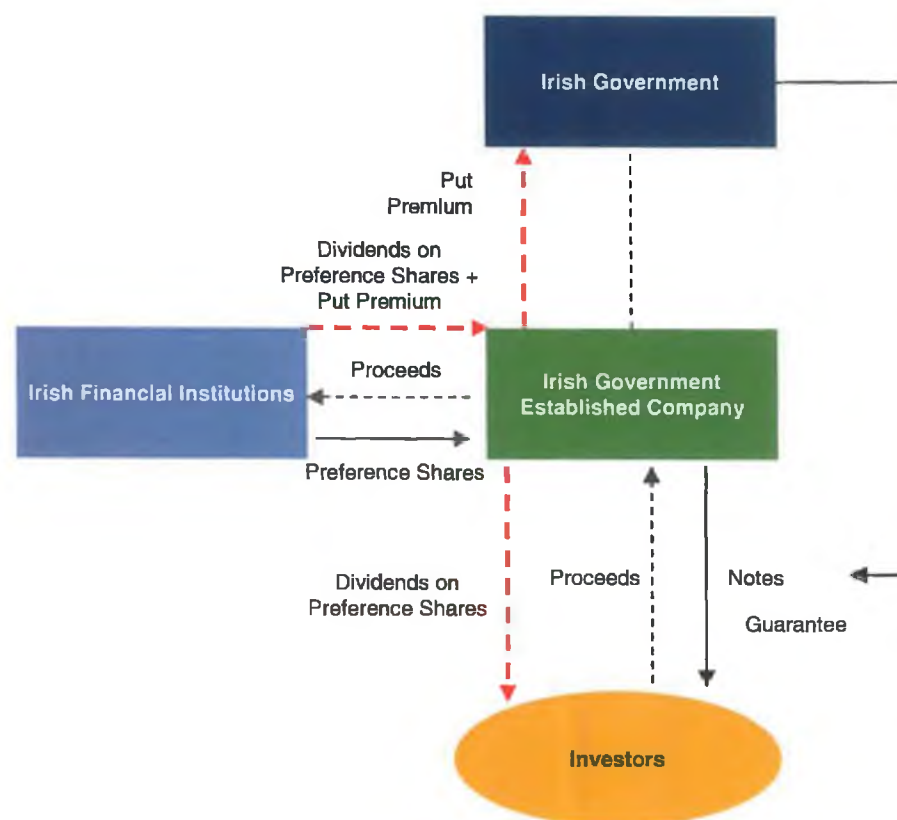 Irish Government
Put
Premium
Dividends on
Preference Shares +
Put Premium
Irish Financial Institutions
Proceeds
Irish Government
Established Company
Preference Shares
Dividends on
Preference Shares
Proceeds
Notes
Guarantee
Investors